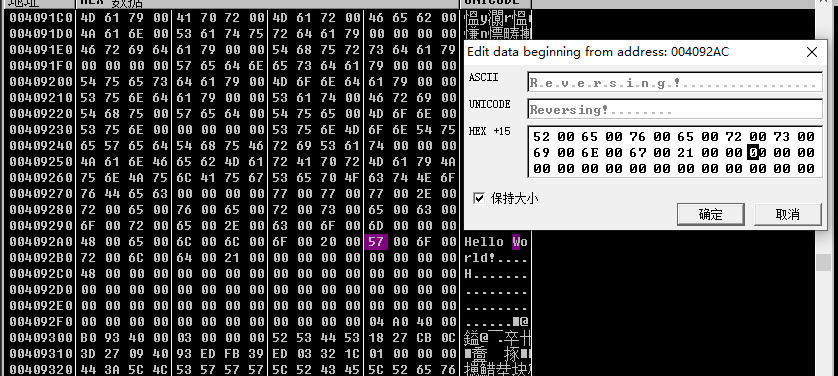 地址 HEX 数据 UNICODE
004091C0 4D 61 79 00 41 70 72 00 4D 61 72 00 46 65 62 00
004091D0 4A 61 6E 00 53 61 74 75 72 64 61 79 00 00 00 00
004091E0 46 72 69 64 61 79 00 00 54 68 75 72 73 64 61 79
004091F0 00 00 00 00 57 65 64 6E 65 73 64 61 79 00 00 00
00409200 54 75 65 73 64 61 79 00 4D 6F 6E 64 61 79 00 00
00409210 53 75 6E 64 61 79 00 00 53 61 74 00 46 72 69 00
00409220 54 68 75 00 57 65 64 00 54 75 65 00 4D 6F 6E 00
00409230 53 75 6E 00 00 00 00 00 53 75 6E 4D 6F 6E 54 75
00409240 65 57 65 64 54 68 75 46 72 69 53 61 74 00 00 00
00409250 4A 61 6E 46 65 62 4D 61 72 41 70 72 4D 61 79 4A
00409260 75 6E 4A 75 6C 41 75 67 53 65 70 4F 63 74 4E 6F
00409270 76 44 65 63 00 00 00 00 77 00 77 00 77 00 2E 00
00409280 72 00 65 00 76 00 65 00 72 00 73 00 65 00 63 00
00409290 6F 00 72 00 65 00 2E 00 63 00 6F 00 6D 00 00 00
004092A0 48 00 65 00 6C 00 6C 00 6F 00 20 00 57 00 6F 00 Hello Wo
004092B0 72 00 6C 00 64 00 21 00 00 00 00 00 00 00 00 00 rld!....
004092C0 48 00 00 00 00 00 00 00 00 00 00 00 00 00 00 00 H.......
004092D0 00 00 00 00 00 00 00 00 00 00 00 00 00 00 00 00 ........
004092E0 00 00 00 00 00 00 00 00 00 00 00 00 00 00 00 00 ........
004092F0 00 00 00 00 00 00 00 00 00 00 00 00 04 A0 40 00
00409300 B0 93 40 00 03 00 00 00 52 53 44 53 18 27 CB 0C
00409310 3D 27 09 40 93 ED FB 39 ED 03 32 1C 01 00 00 00
00409320 44 3A 5C 4C 53 57 57 57 5C 52 43 45 5C 52 65 76
Edit data beginning from address: 004092AC
ASCII R.e.v.e.r.s.i.n.g.!...............
UNICODE Reversing!........
HEX +15 52 00 65 00 76 00 65 00 72 00 73 00
69 00 6E 00 67 00 21 00 00 00 00 00
00 00 00 00 00 00 00 00 00 00 00 00
保持大小
确定 取消